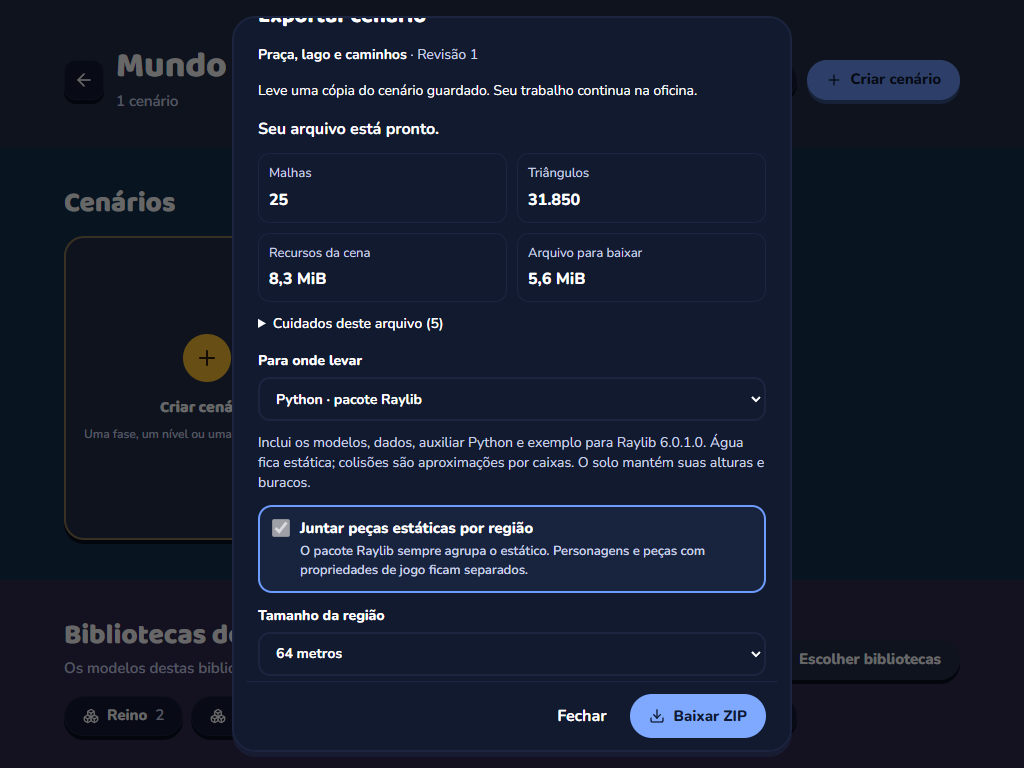 Exportar cenário
Mundo
1 cenário
Criar cenário
Praça, lago e caminhos · Revisão 1
Leve uma cópia do cenário guardado. Seu trabalho continua na oficina.
Seu arquivo está pronto.
Malhas
25
Triângulos
31.850
Recursos da cena
8,3 MiB
Arquivo para baixar
5,6 MiB
Cuidados deste arquivo (5)
Para onde levar
Python · pacote Raylib
Inclui os modelos, dados, auxiliar Python e exemplo para Raylib 6.0.1.0. Água
fica estática; colisões são aproximações por caixas. O solo mantém suas alturas e
buracos.
Juntar peças estáticas por região
O pacote Raylib sempre agrupa o estático. Personagens e peças com
propriedades de jogo ficam separados.
Tamanho da região
64 metros
Fechar
Baixar ZIP
Cenários
Criar cená
Uma fase, um nível ou uma
Bibliotecas d
Os modelos destas biblio
Escolher bibliotecas
Reino 2